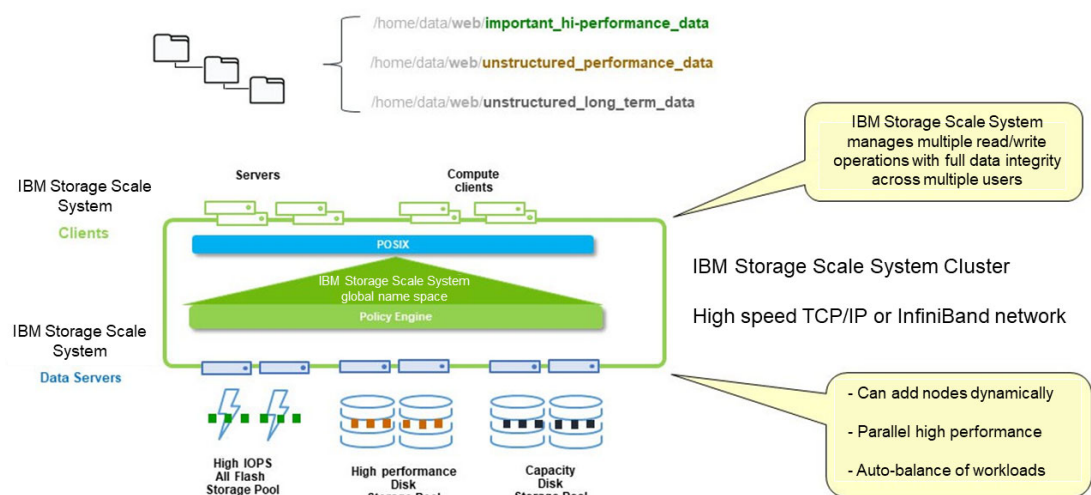 /home/data/web/important_hi-performance_data
/home/data/web/unstructured_performance_data
/home/data/web/unstructured_long_term_data
IBM Storage Scale System
manages multiple read/write
operations with full data integrity
across multiple users
IBM Storage Scale
System
Clients
Servers
Compute
clients
POSIX
IBM Storage Scale System
global name space
Policy Engine
IBM Storage Scale System Cluster
High speed TCP/IP or InfiniBand network
IBM Storage Scale
System
Data Servers
- Can add nodes dynamically
- Parallel high performance
- Auto-balance of workloads
High IOPS
All Flash
Storage Pool
High performance
Disk
Storage Pool
Capacity
Disk
Storage Pool